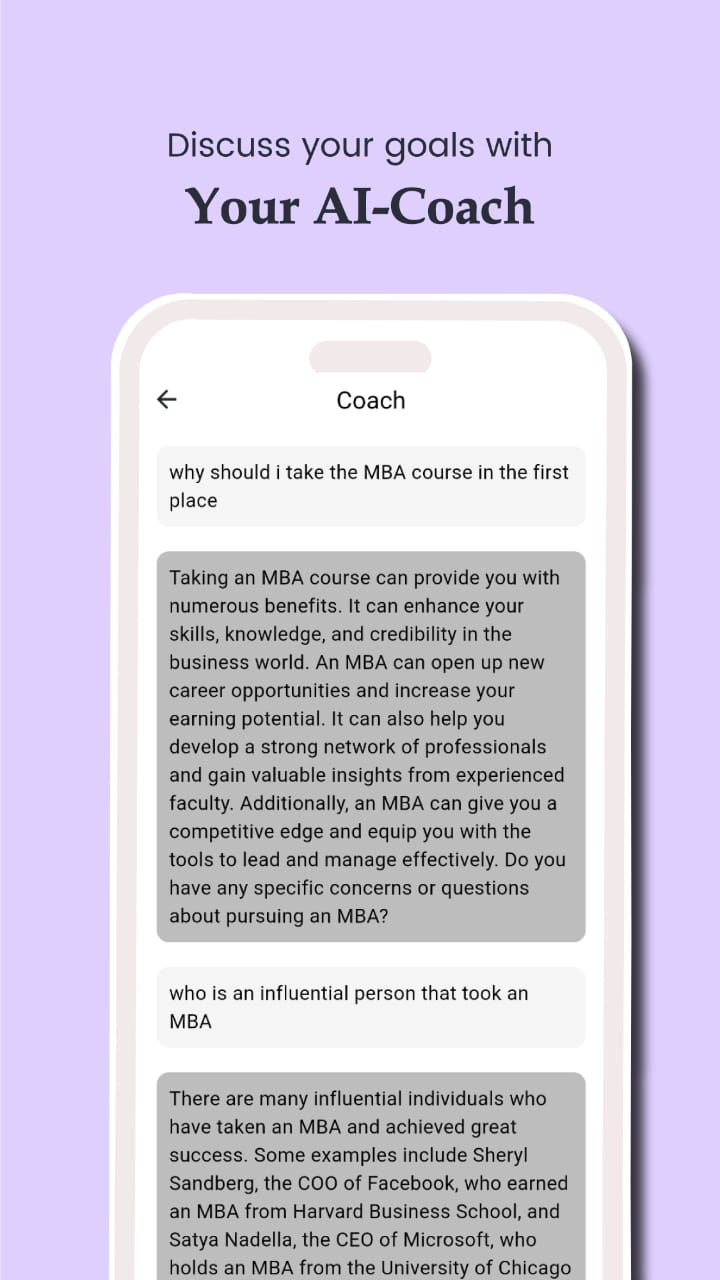 Discuss your goals with
Your AI-Coach
Coach
why should i take the MBA course in the first
place
Taking an MBA course can provide you with
numerous benefits. It can enhance your
skills, knowledge, and credibility in the
business world. An MBA can open up new
career opportunities and increase your
earning potential. It can also help you
develop a strong network of professionals
and gain valuable insights from experienced
faculty. Additionally, an MBA can give you a
competitive edge and equip you with the
tools to lead and manage effectively. Do you
have any specific concerns or questions
about pursuing an MBA?
who is an influential person that took an
MBA
There are many influential individuals who
have taken an MBA and achieved great
success. Some examples include Sheryl
Sandberg, the COO of Facebook, who earned
an MBA from Harvard Business School, and
Satya Nadella, the CEO of Microsoft, who
holds an MBA from the University of Chicago